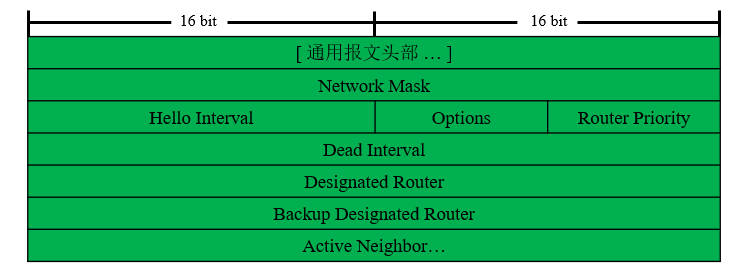 16 bit 16 bit
[ 通用报文头部 … ]
Network Mask
Hello Interval Options Router Priority
Dead Interval
Designated Router
Backup Designated Router
Active Neighbor…